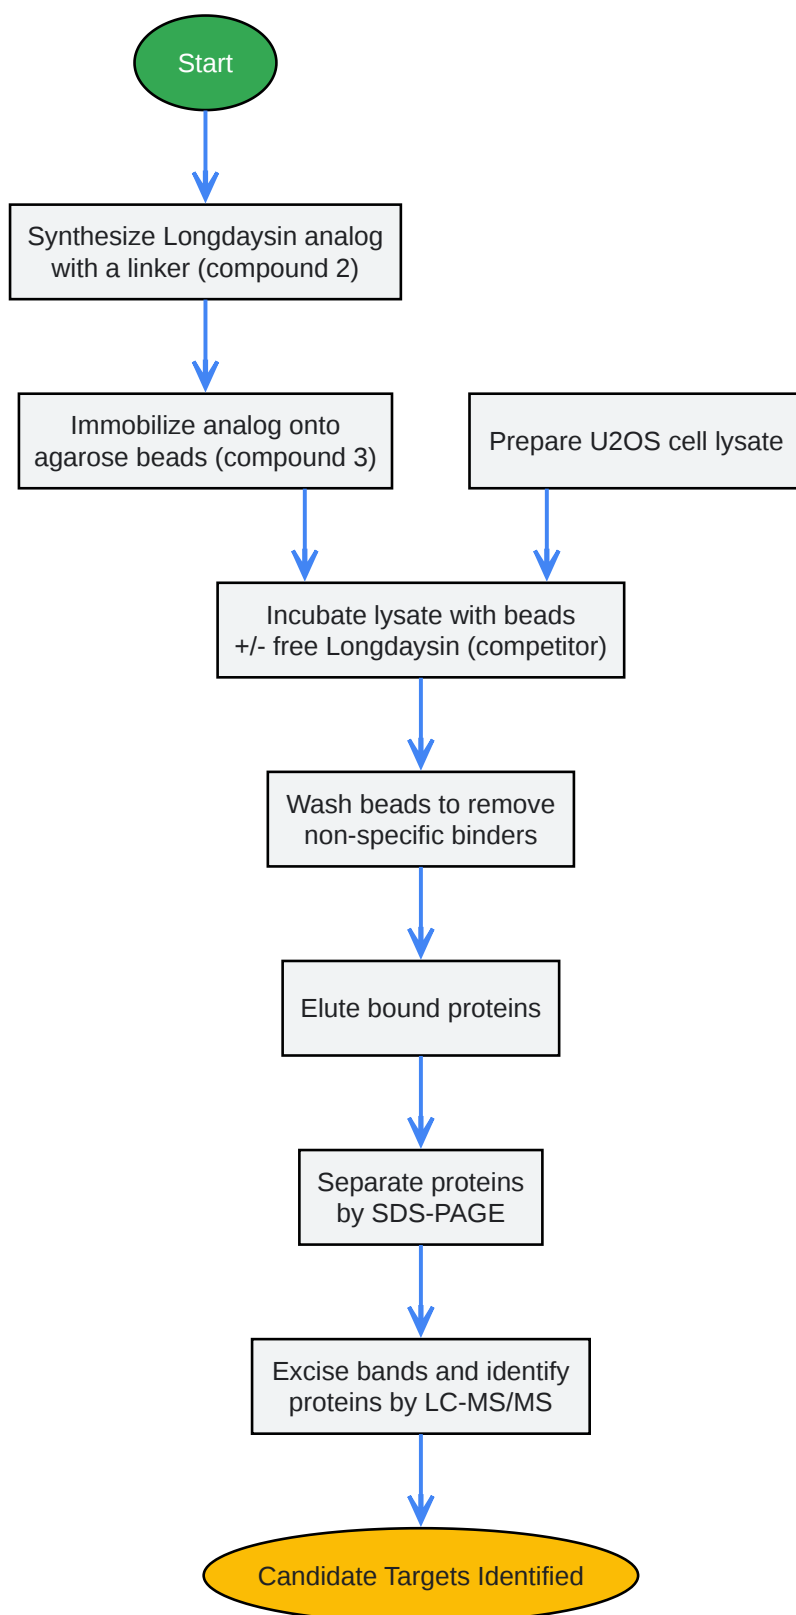 Start
Synthesize Longdaysin analog
with a linker (compound 2)
Immobilize analog onto
agarose beads (compound 3)
Prepare U2OS cell lysate
Incubate lysate with beads
+/- free Longdaysin (competitor)
Wash beads to remove
non-specific binders
Elute bound proteins
Separate proteins
by SDS-PAGE
Excise bands and identify
proteins by LC-MS/MS
Candidate Targets Identified